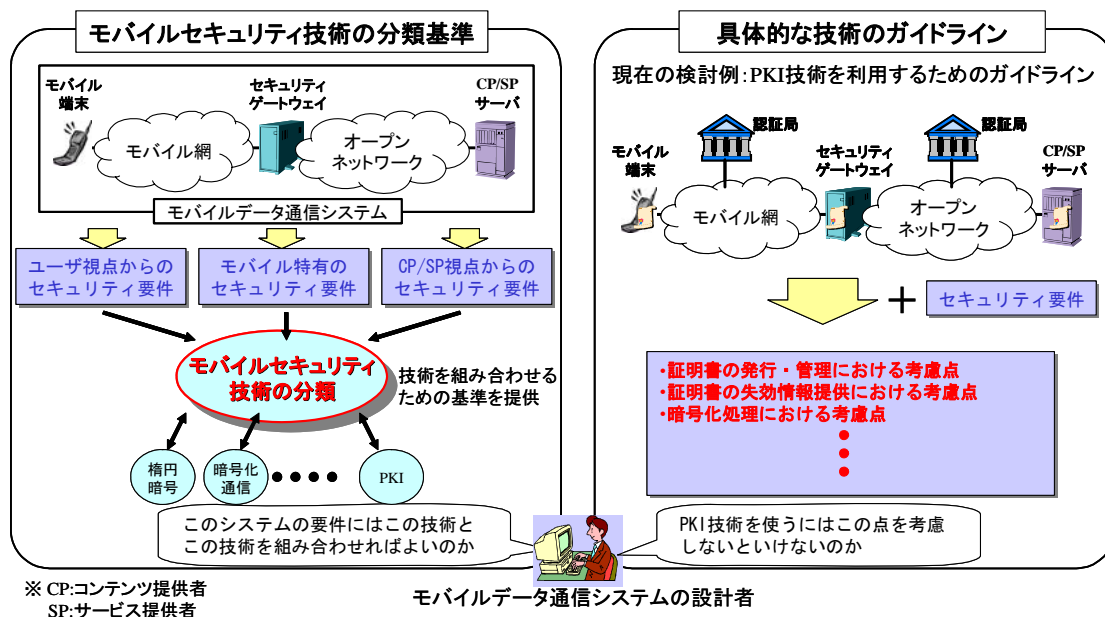 モバイルセキュリティ技術の分類基準
モバイル
端末
セキュリティ
ゲートウェイ
CP/SP
サーバ
モバイル網
オープン
ネットワーク
モバイルデータ通信システム
ユーザ視点からの
セキュリティ要件
モバイル特有の
セキュリティ要件
CP/SP視点からの
セキュリティ要件
モバイルセキュリティ
技術の分類
技術を組み合わせる
ための基準を提供
楕円
暗号
暗号化
通信
PKI
このシステムの要件にはこの技術と
この技術を組み合わせればよいのか
※ CP:コンテンツ提供者
SP:サービス提供者
具体的な技術のガイドライン
現在の検討例:PKI技術を利用するためのガイドライン
認証局
認証局
モバイル
端末
セキュリティ
ゲートウェイ
CP/SP
サーバ
モバイル網
オープン
ネットワーク
+
セキュリティ要件
・証明書の発行・管理における考慮点
・証明書の失効情報提供における考慮点
・暗号化処理における考慮点
PKI技術を使うにはこの点を考慮
しないといけないのか
モバイルデータ通信システムの設計者